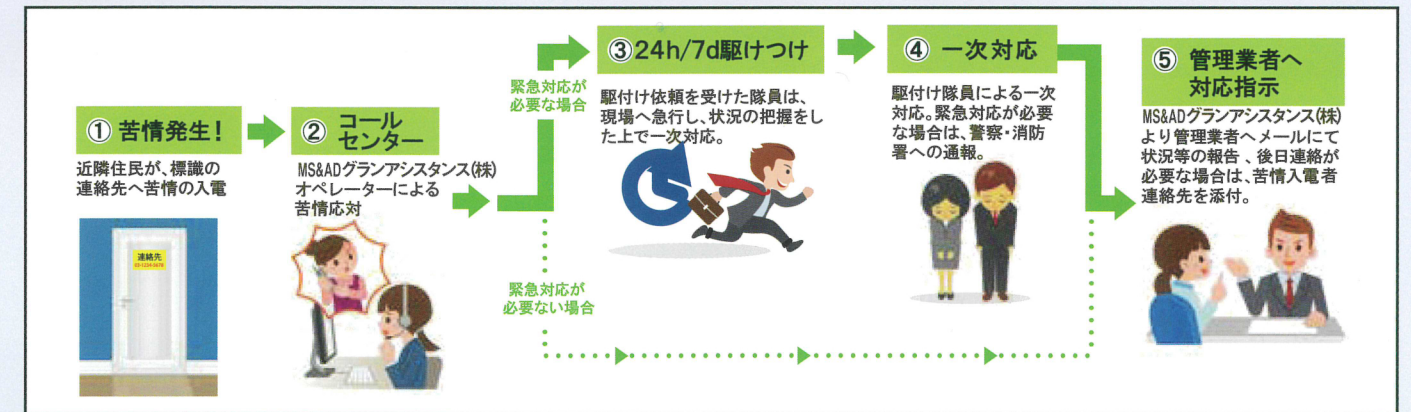 ① 苦情発生！
近隣住民が、標識の
連絡先へ苦情の入電
連絡先
② コール
センター
MS&ADグランアシスタンス(株)
オペレーターによる
苦情応対
緊急対応が
必要な場合
緊急対応が
必要ない場合
③24h/7d駆けつけ
駆付け依頼を受けた隊員は、
現場へ急行し、状況の把握をし
た上で一次対応。
④ 一次対応
駆付け隊員による一次
対応。緊急対応が必要
な場合は、警察・消防
署への通報。
⑤ 管理業者へ
対応指示
MS&ADグランアシスタンス(株)
より管理業者へメールにて
状況等の報告 、後日連絡が
必要な場合は、苦情入電者
連絡先を添付。